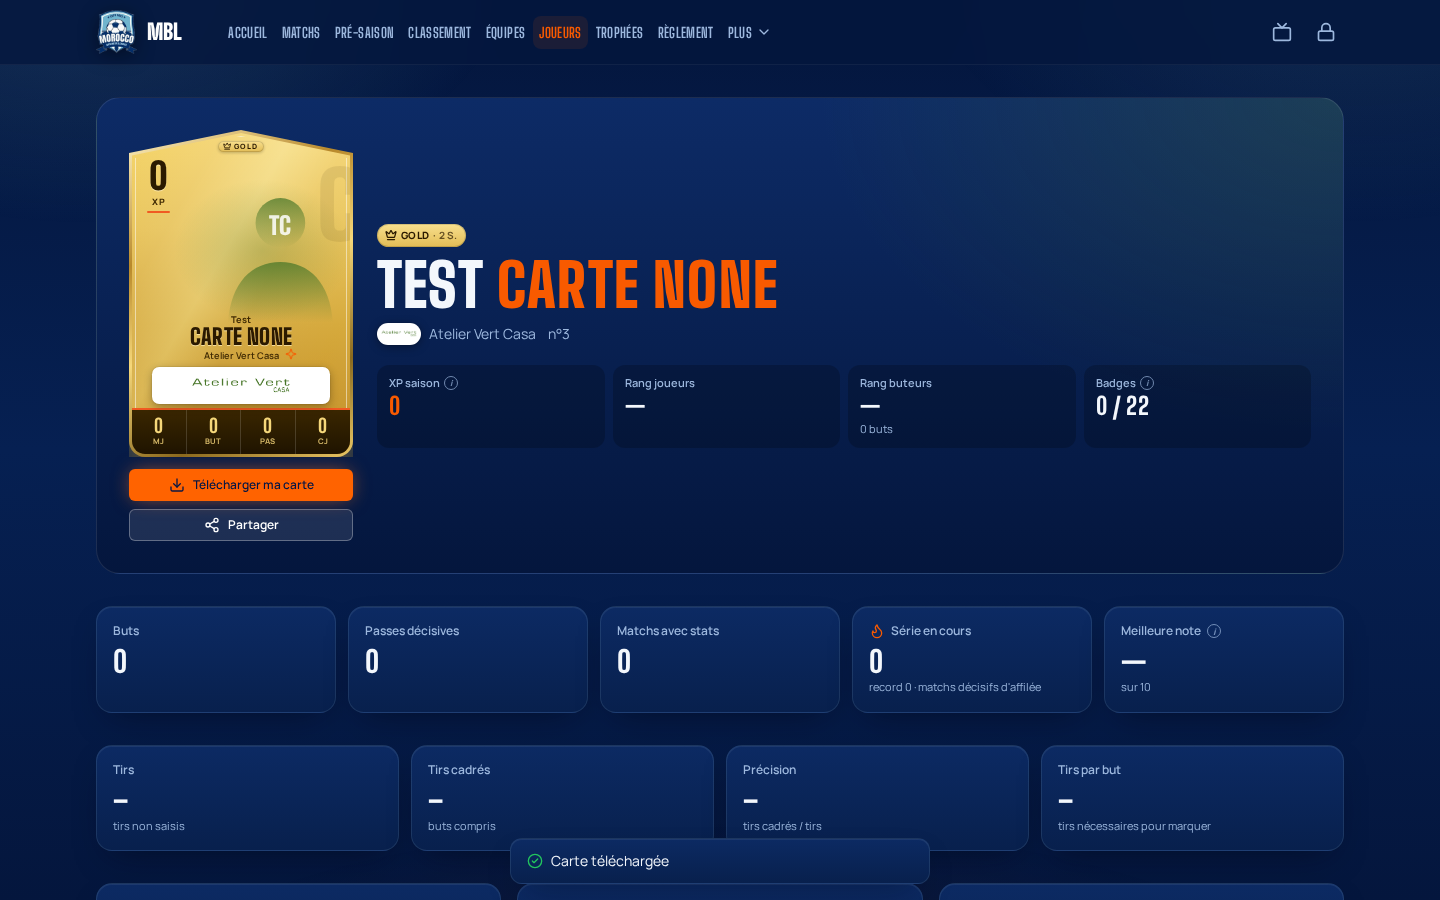 MOROCCO
MBL
ACCUEIL
MATCHS
PRÉ-SAISON
CLASSEMENT
ÉQUIPES
JOUEURS
TROPHÉES
RÈGLEMENT
PLUS
GOLD
0
XP
TC
Test
CARTE NONE
Atelier Vert Casa
Atelier Vert
CASA
0
MJ
0
BUT
0
PAS
0
CJ
Télécharger ma carte
Partager
GOLD · 2 S.
TEST CARTE NONE
Atelier Vert Casa n°3
XP saison i
0
Rang joueurs
—
Rang buteurs
—
0 buts
Badges i
0 / 22
Buts
0
Passes décisives
0
Matchs avec stats
0
Série en cours
0
record 0 · matchs décisifs d'affilée
Meilleure note i
—
sur 10
Tirs
–
tirs non saisis
Tirs cadrés
–
buts compris
Précision
–
tirs cadrés / tirs
Tirs par but
–
tirs nécessaires pour marquer
Carte téléchargée